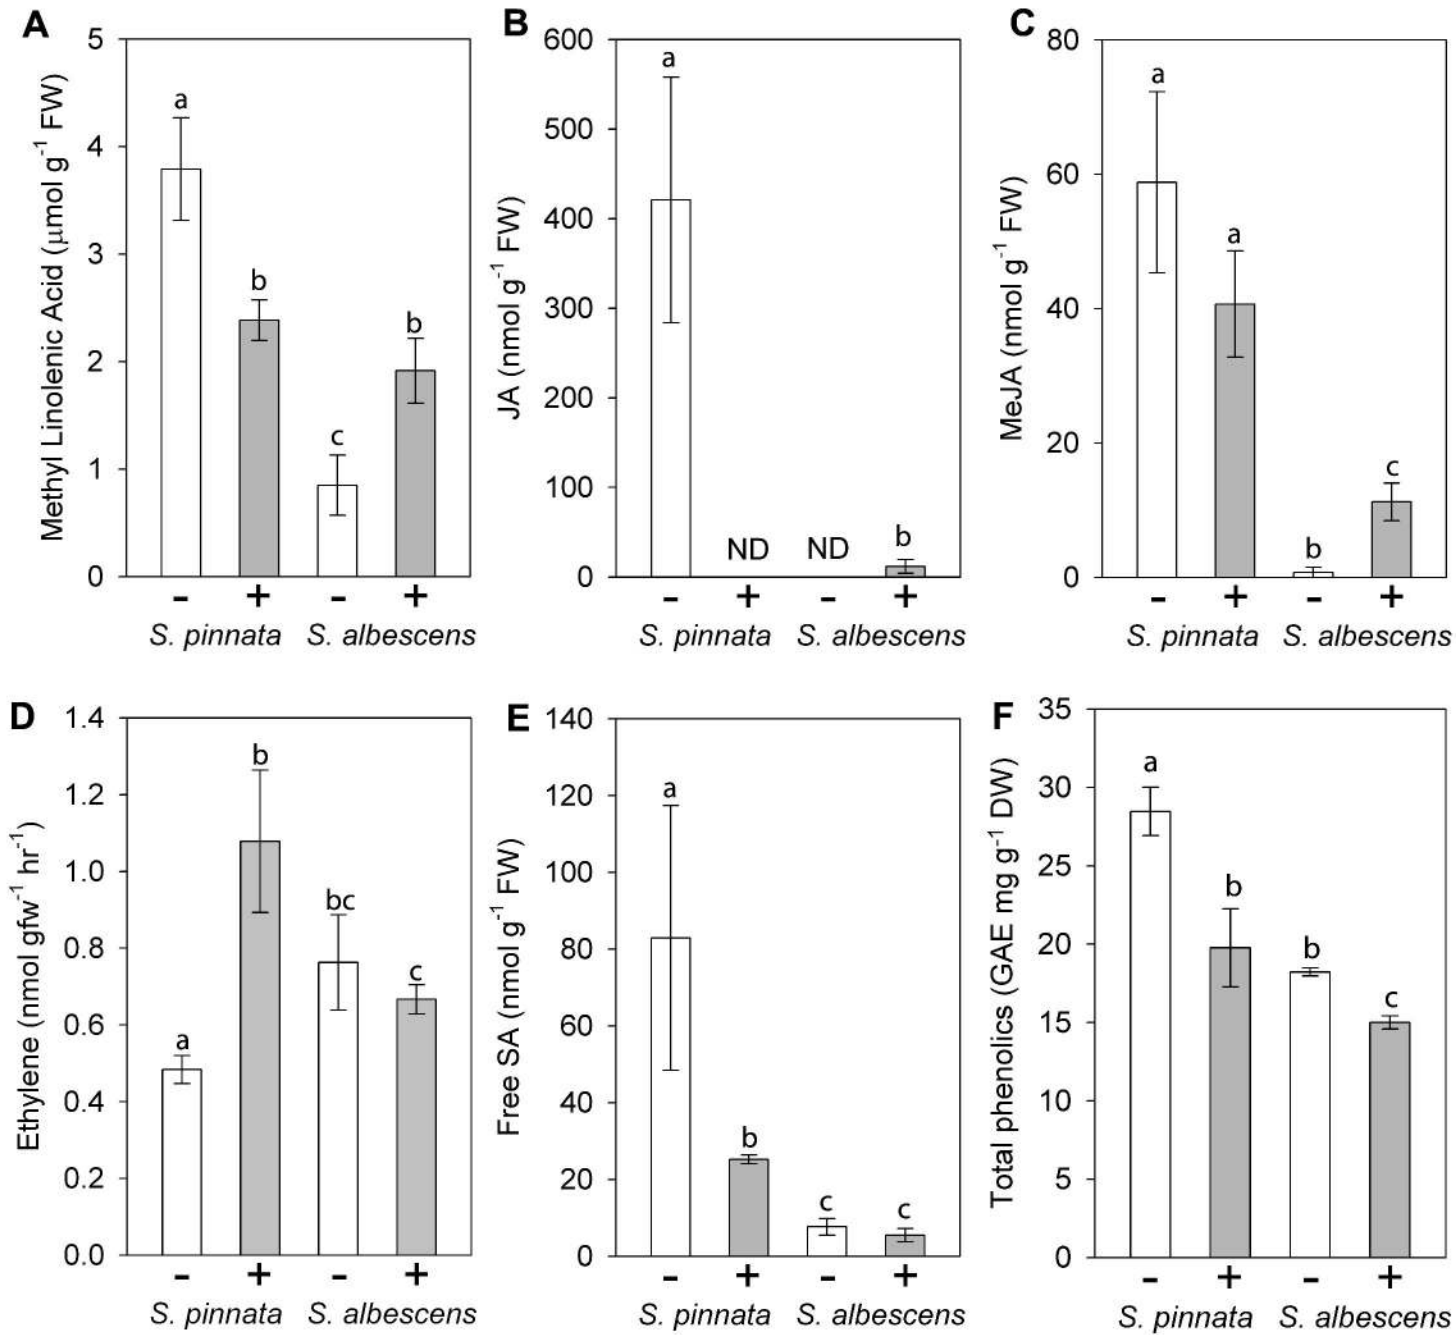 A
5
4
3
2
1
0
Methyl Linolenic Acid (μmol g⁻¹ FW)
a
b
c
b
- + - +
S. pinnata S. albescens
B
600
500
400
300
200
100
0
JA (nmol g⁻¹ FW)
a
ND
ND
b
- + - +
S. pinnata S. albescens
C
80
60
40
20
0
MeJA (nmol g⁻¹ FW)
a
a
b
c
- + - +
S. pinnata S. albescens
D
1.4
1.2
1.0
0.8
0.6
0.4
0.2
0.0
Ethylene (nmol gfw⁻¹ hr⁻¹)
a
b
bc
c
- + - +
S. pinnata S. albescens
E
140
120
100
80
60
40
20
0
Free SA (nmol g⁻¹ FW)
a
b
c
c
- + - +
S. pinnata S. albescens
F
35
30
25
20
15
10
5
0
Total phenolics (GAE mg g⁻¹ DW)
a
b
b
c
- + - +
S. pinnata S. albescens